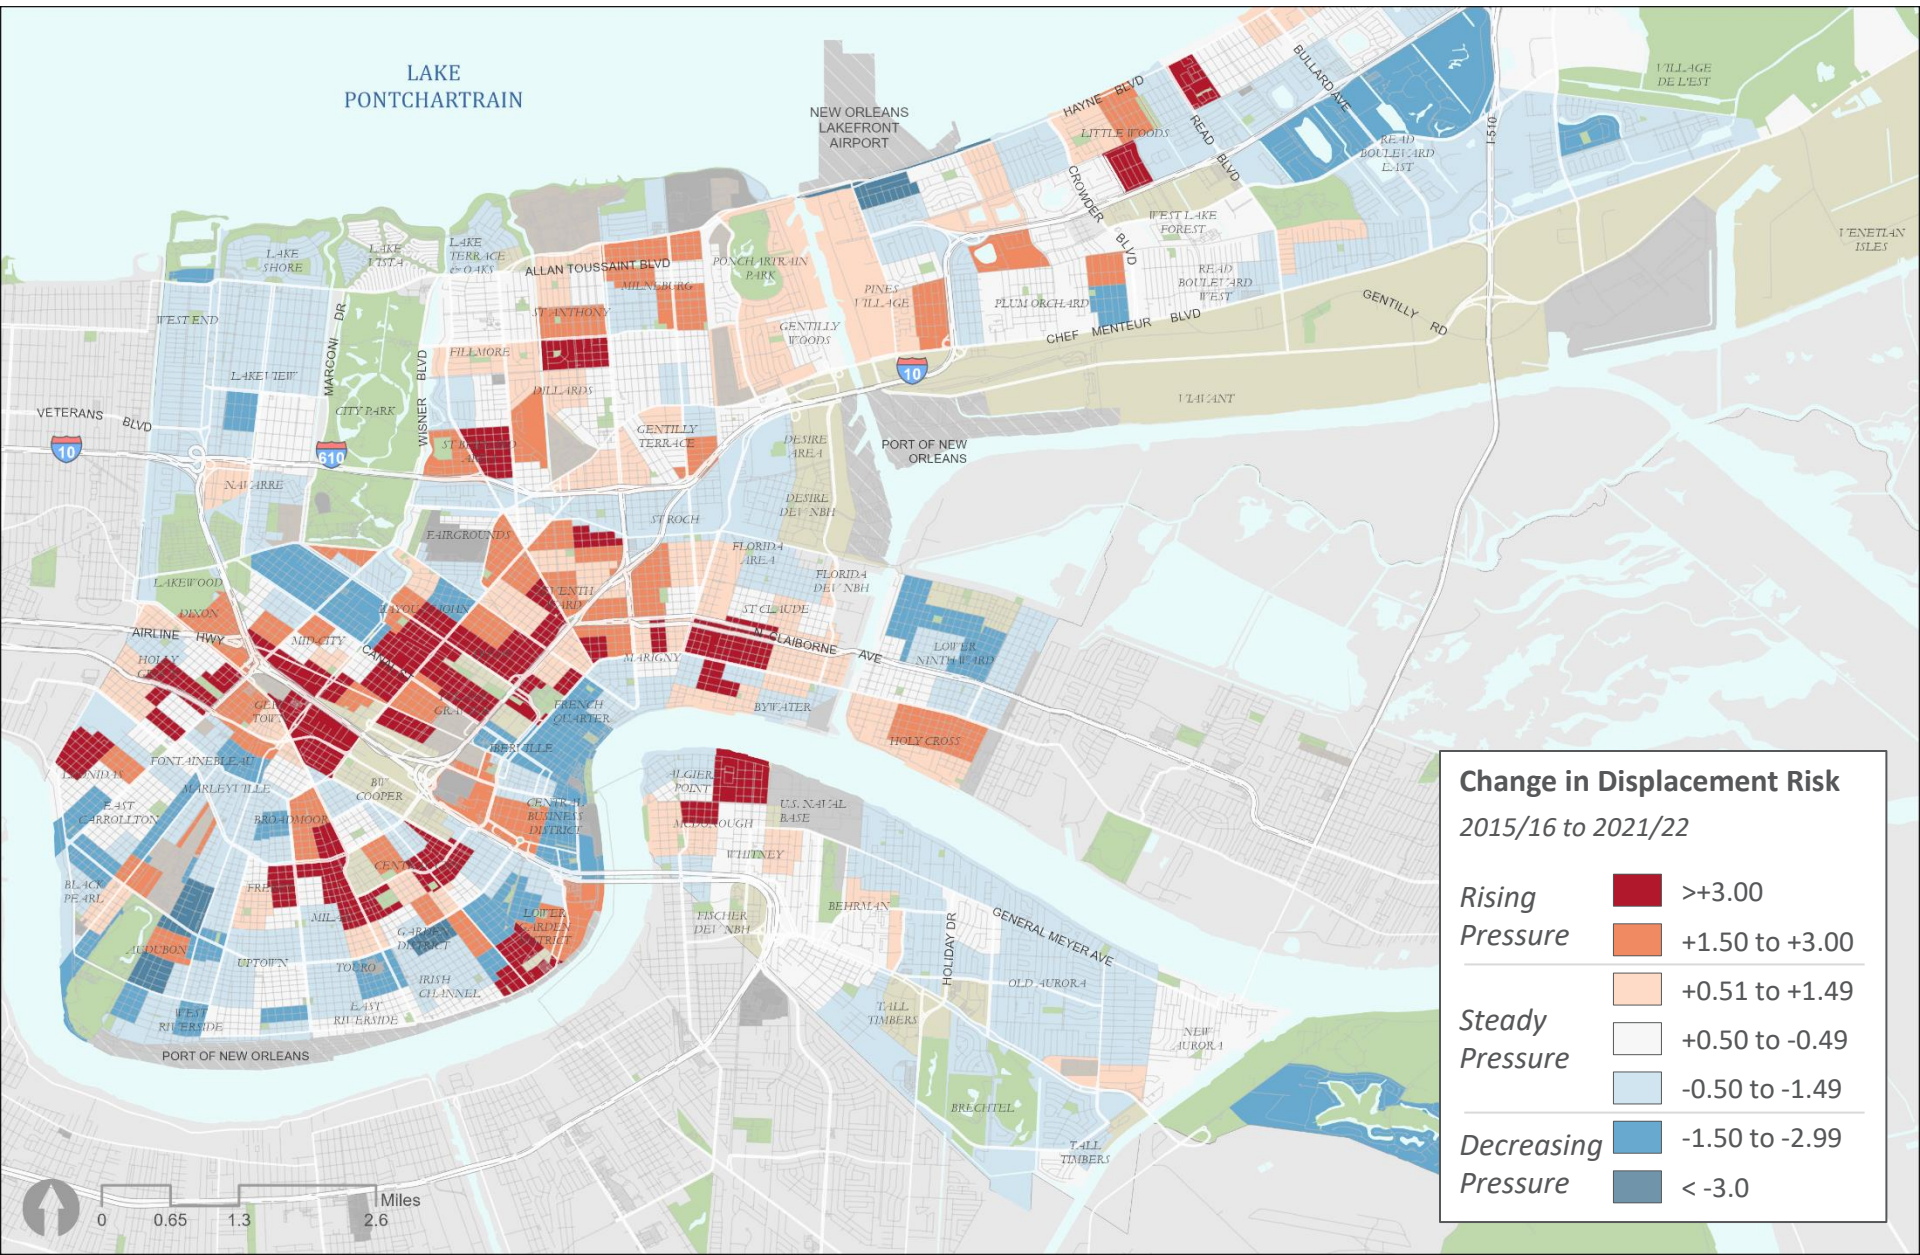 LAKE
PONTCHARTRAIN
NEW ORLEANS
LAKEFRONT
AIRPORT
HAYNE BLVD
LITTLE WOODS
READ BLVD
BULLARD AVE
READ
BOULEVARD
EAST
I-510
VILLAGE
DE L'EST
VENETIAN
ISLES
CROWDER BLVD
WEST LAKE
FOREST
READ
BOULEVARD
WEST
PLUM ORCHARD
CHEF MENTEUR BLVD
GENTILLY RD
VIAVANT
LAKE
SHORE
LAKE
VISTA
LAKE
TERRACE
& OAKS
ALLAN TOUSSAINT BLVD
MILNEBURG
PONCHARTRAIN
PARK
PINES
VILLAGE
GENTILLY
WOODS
ST ANTHONY
FILLMORE
DILLARDS
WEST END
LAKEVIEW
MARCONI DR
CITY PARK
WISNER BLVD
VETERANS BLVD
10
610
10
GENTILLY
TERRACE
DESIRE
AREA
PORT OF NEW
ORLEANS
NAVARRE
DESIRE
DEV NBH
ST ROCH
FAIRGROUNDS
FLORIDA
AREA
FLORIDA
DEV NBH
LAKEWOOD
DIXON
AIRLINE HWY
MID-CITY
ST CLAUDE
N. CLAIBORNE AVE
LOWER
NINTH WARD
MARIGNY
BYWATER
HOLY CROSS
FRENCH
QUARTER
IBERVILLE
FONTAINEBLEAU
MARLEYVILLE
BW
COOPER
EAST
CARROLLTON
BROADMOOR
CENTRAL
BUSINESS
DISTRICT
ALGIERS
POINT
U.S. NAVAL
BASE
MCDONOUGH
WHITNEY
BLACK
PEARL
AUDUBON
UPTOWN
TOURO
GARDEN
DISTRICT
LOWER
GARDEN
DISTRICT
IRISH
CHANNEL
WEST
RIVERSIDE
EAST
RIVERSIDE
PORT OF NEW ORLEANS
FISCHER
DEV NBH
BEHRMAN
HOLIDAY DR
GENERAL MEYER AVE
OLD AURORA
TALL
TIMBERS
NEW
AURORA
BRECHTEL
TALL
TIMBERS
Change in Displacement Risk
2015/16 to 2021/22
Rising
Pressure
>+3.00
+1.50 to +3.00
Steady
Pressure
+0.51 to +1.49
+0.50 to -0.49
-0.50 to -1.49
Decreasing
Pressure
-1.50 to -2.99
< -3.0
Miles
0 0.65 1.3 2.6